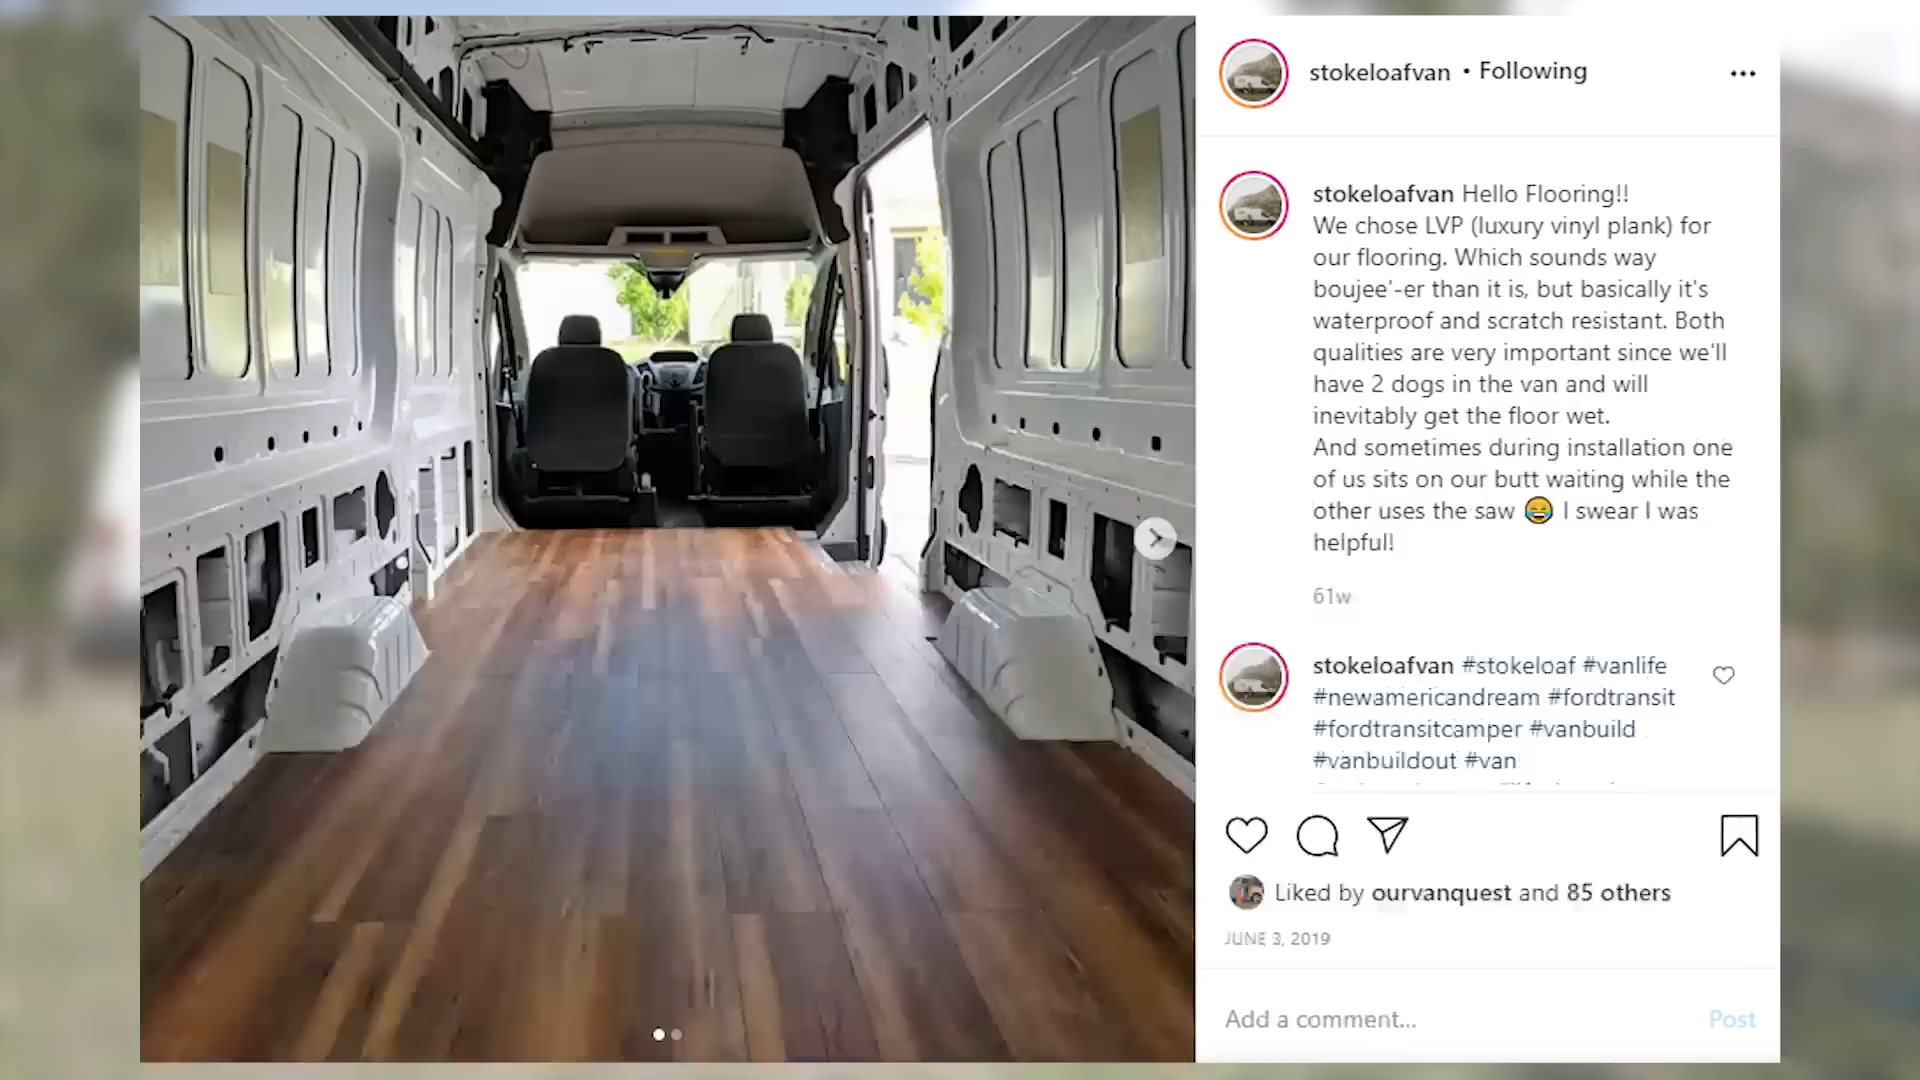 stokeloafvan • Following
stokeloafvan Hello Flooring!!
We chose LVP (luxury vinyl plank) for
our flooring. Which sounds way
boujee'-er than it is, but basically it's
waterproof and scratch resistant. Both
qualities are very important since we'll
have 2 dogs in the van and will
inevitably get the floor wet.
And sometimes during installation one
of us sits on our butt waiting while the
other uses the saw 😂 I swear I was
helpful!
61w
stokeloafvan #stokeloaf #vanlife
#newamericandream #fordtransit
#fordtransitcamper #vanbuild
#vanbuildout #van
Liked by ourvanquest and 85 others
JUNE 3, 2019
Add a comment...
Post